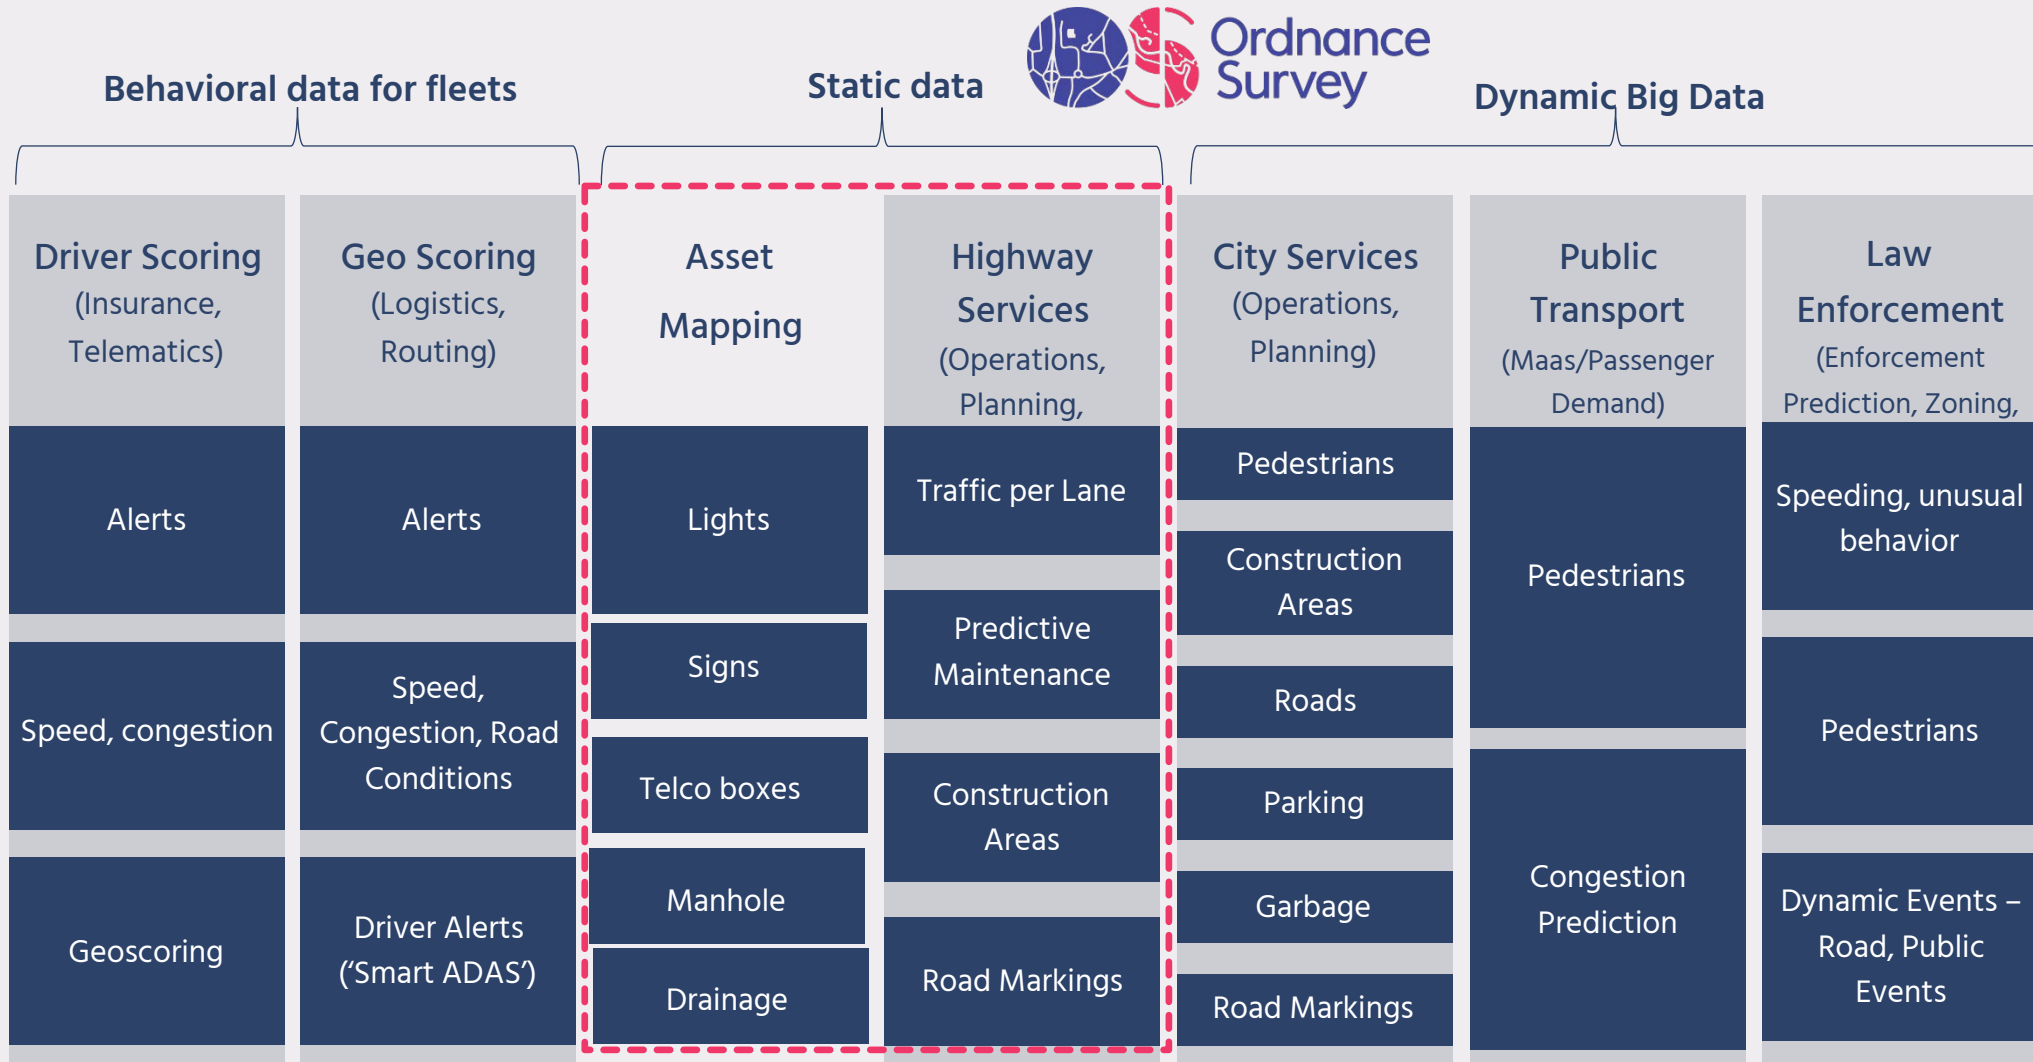 Ordnance
Survey
Behavioral data for fleets
Static data
Dynamic Big Data
Driver Scoring
(Insurance,
Telematics)
Alerts
Speed, congestion
Geoscoring
Geo Scoring
(Logistics,
Routing)
Alerts
Speed,
Congestion, Road
Conditions
Driver Alerts
(‘Smart ADAS’)
Asset
Mapping
Lights
Signs
Telco boxes
Manhole
Drainage
Highway
Services
(Operations,
Planning,
Traffic per Lane
Predictive
Maintenance
Construction
Areas
Road Markings
City Services
(Operations,
Planning)
Pedestrians
Construction
Areas
Roads
Parking
Garbage
Road Markings
Public
Transport
(Maas/Passenger
Demand)
Pedestrians
Congestion
Prediction
Law
Enforcement
(Enforcement
Prediction, Zoning,
Speeding, unusual
behavior
Pedestrians
Dynamic Events –
Road, Public
Events